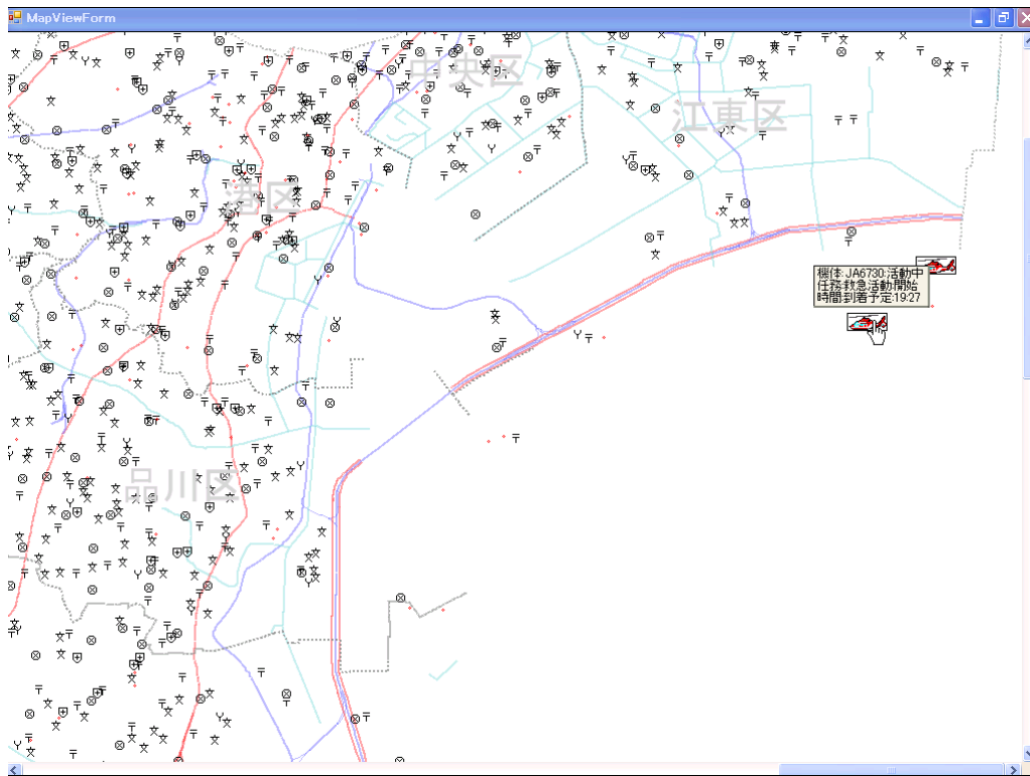 MapViewForm
中央区
江東区
港区
機体:JA6730:活動中
任務:救急活動:開始
時間:到着予定:19:27
品川区